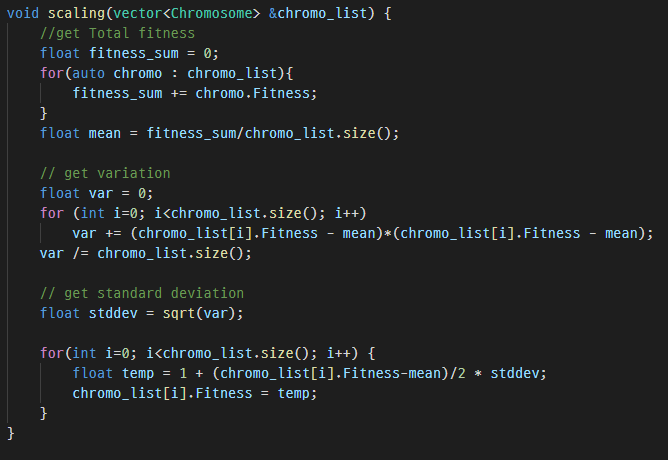 void scaling(vector<Chromosome> &chromo_list) {
    //get Total fitness
    float fitness_sum = 0;
    for(auto chromo : chromo_list){
        fitness_sum += chromo.Fitness;
    }
    float mean = fitness_sum/chromo_list.size();

    // get variation
    float var = 0;
    for (int i=0; i<chromo_list.size(); i++)
        var += (chromo_list[i].Fitness - mean)*(chromo_list[i].Fitness - mean);
    var /= chromo_list.size();

    // get standard deviation
    float stddev = sqrt(var);

    for(int i=0; i<chromo_list.size(); i++) {
        float temp = 1 + (chromo_list[i].Fitness-mean)/2 * stddev;
        chromo_list[i].Fitness = temp;
    }
}